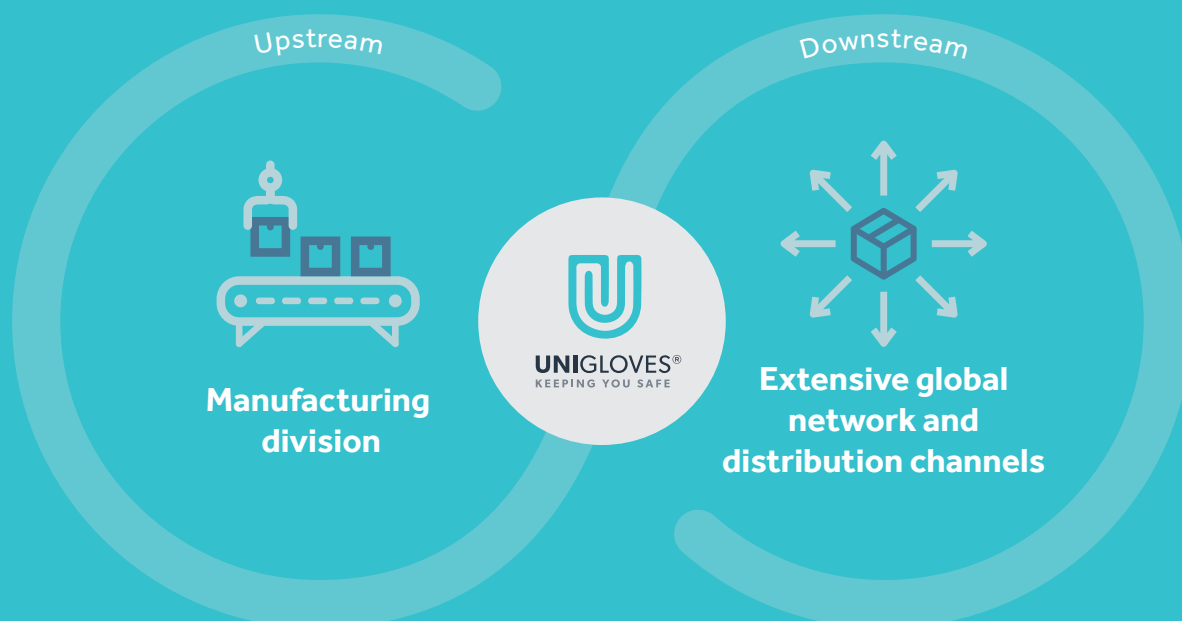 Upstream
Downstream
UNIGLOVES®
KEEPING YOU SAFE
Manufacturing
division
Extensive global
network and
distribution channels